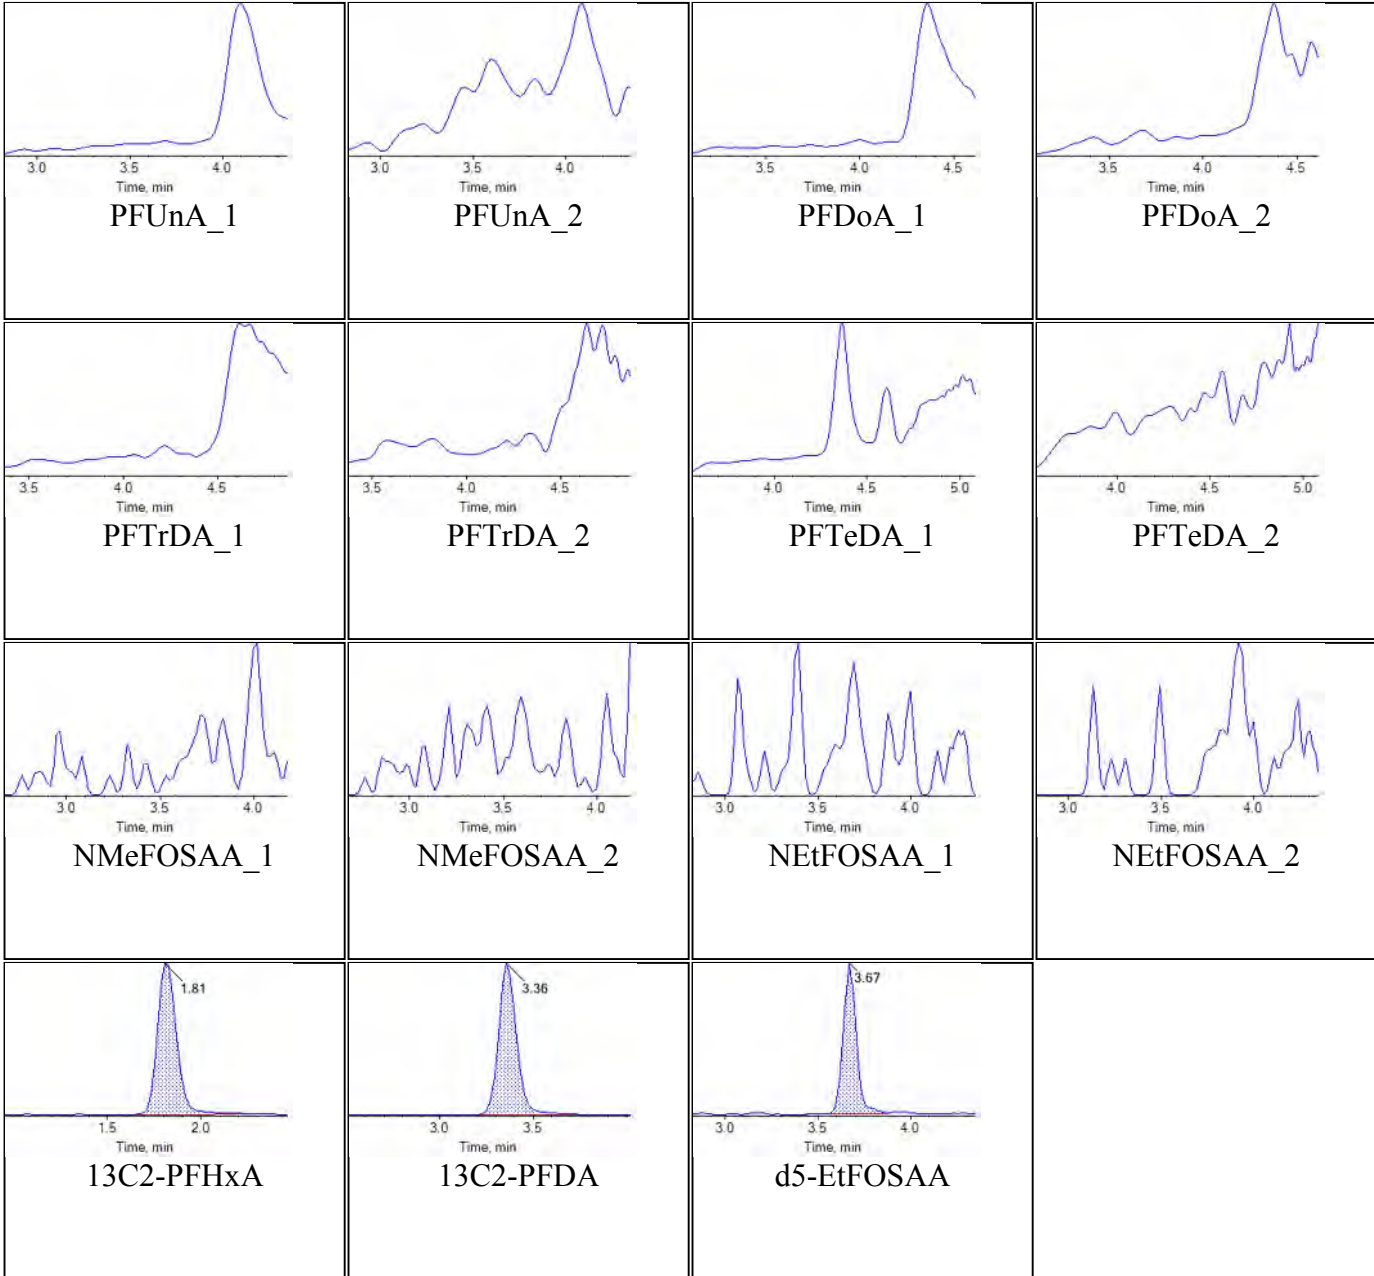 3.0 3.5 4.0
Time, min
PFUnA_1
3.0 3.5 4.0
Time, min
PFUnA_2
3.5 4.0 4.5
Time, min
PFDoA_1
3.5 4.0 4.5
Time, min
PFDoA_2
3.5 4.0 4.5
Time, min
PFTrDA_1
3.5 4.0 4.5
Time, min
PFTrDA_2
4.0 4.5 5.0
Time, min
PFTeDA_1
4.0 4.5 5.0
Time, min
PFTeDA_2
3.0 3.5 4.0
Time, min
NMeFOSAA_1
3.0 3.5 4.0
Time, min
NMeFOSAA_2
3.0 3.5 4.0
Time, min
NEtFOSAA_1
3.0 3.5 4.0
Time, min
NEtFOSAA_2
1.81
1.5 2.0
Time, min
13C2-PFHxA
3.36
3.0 3.5
Time, min
13C2-PFDA
3.67
3.0 3.5 4.0
Time, min
d5-EtFOSAA